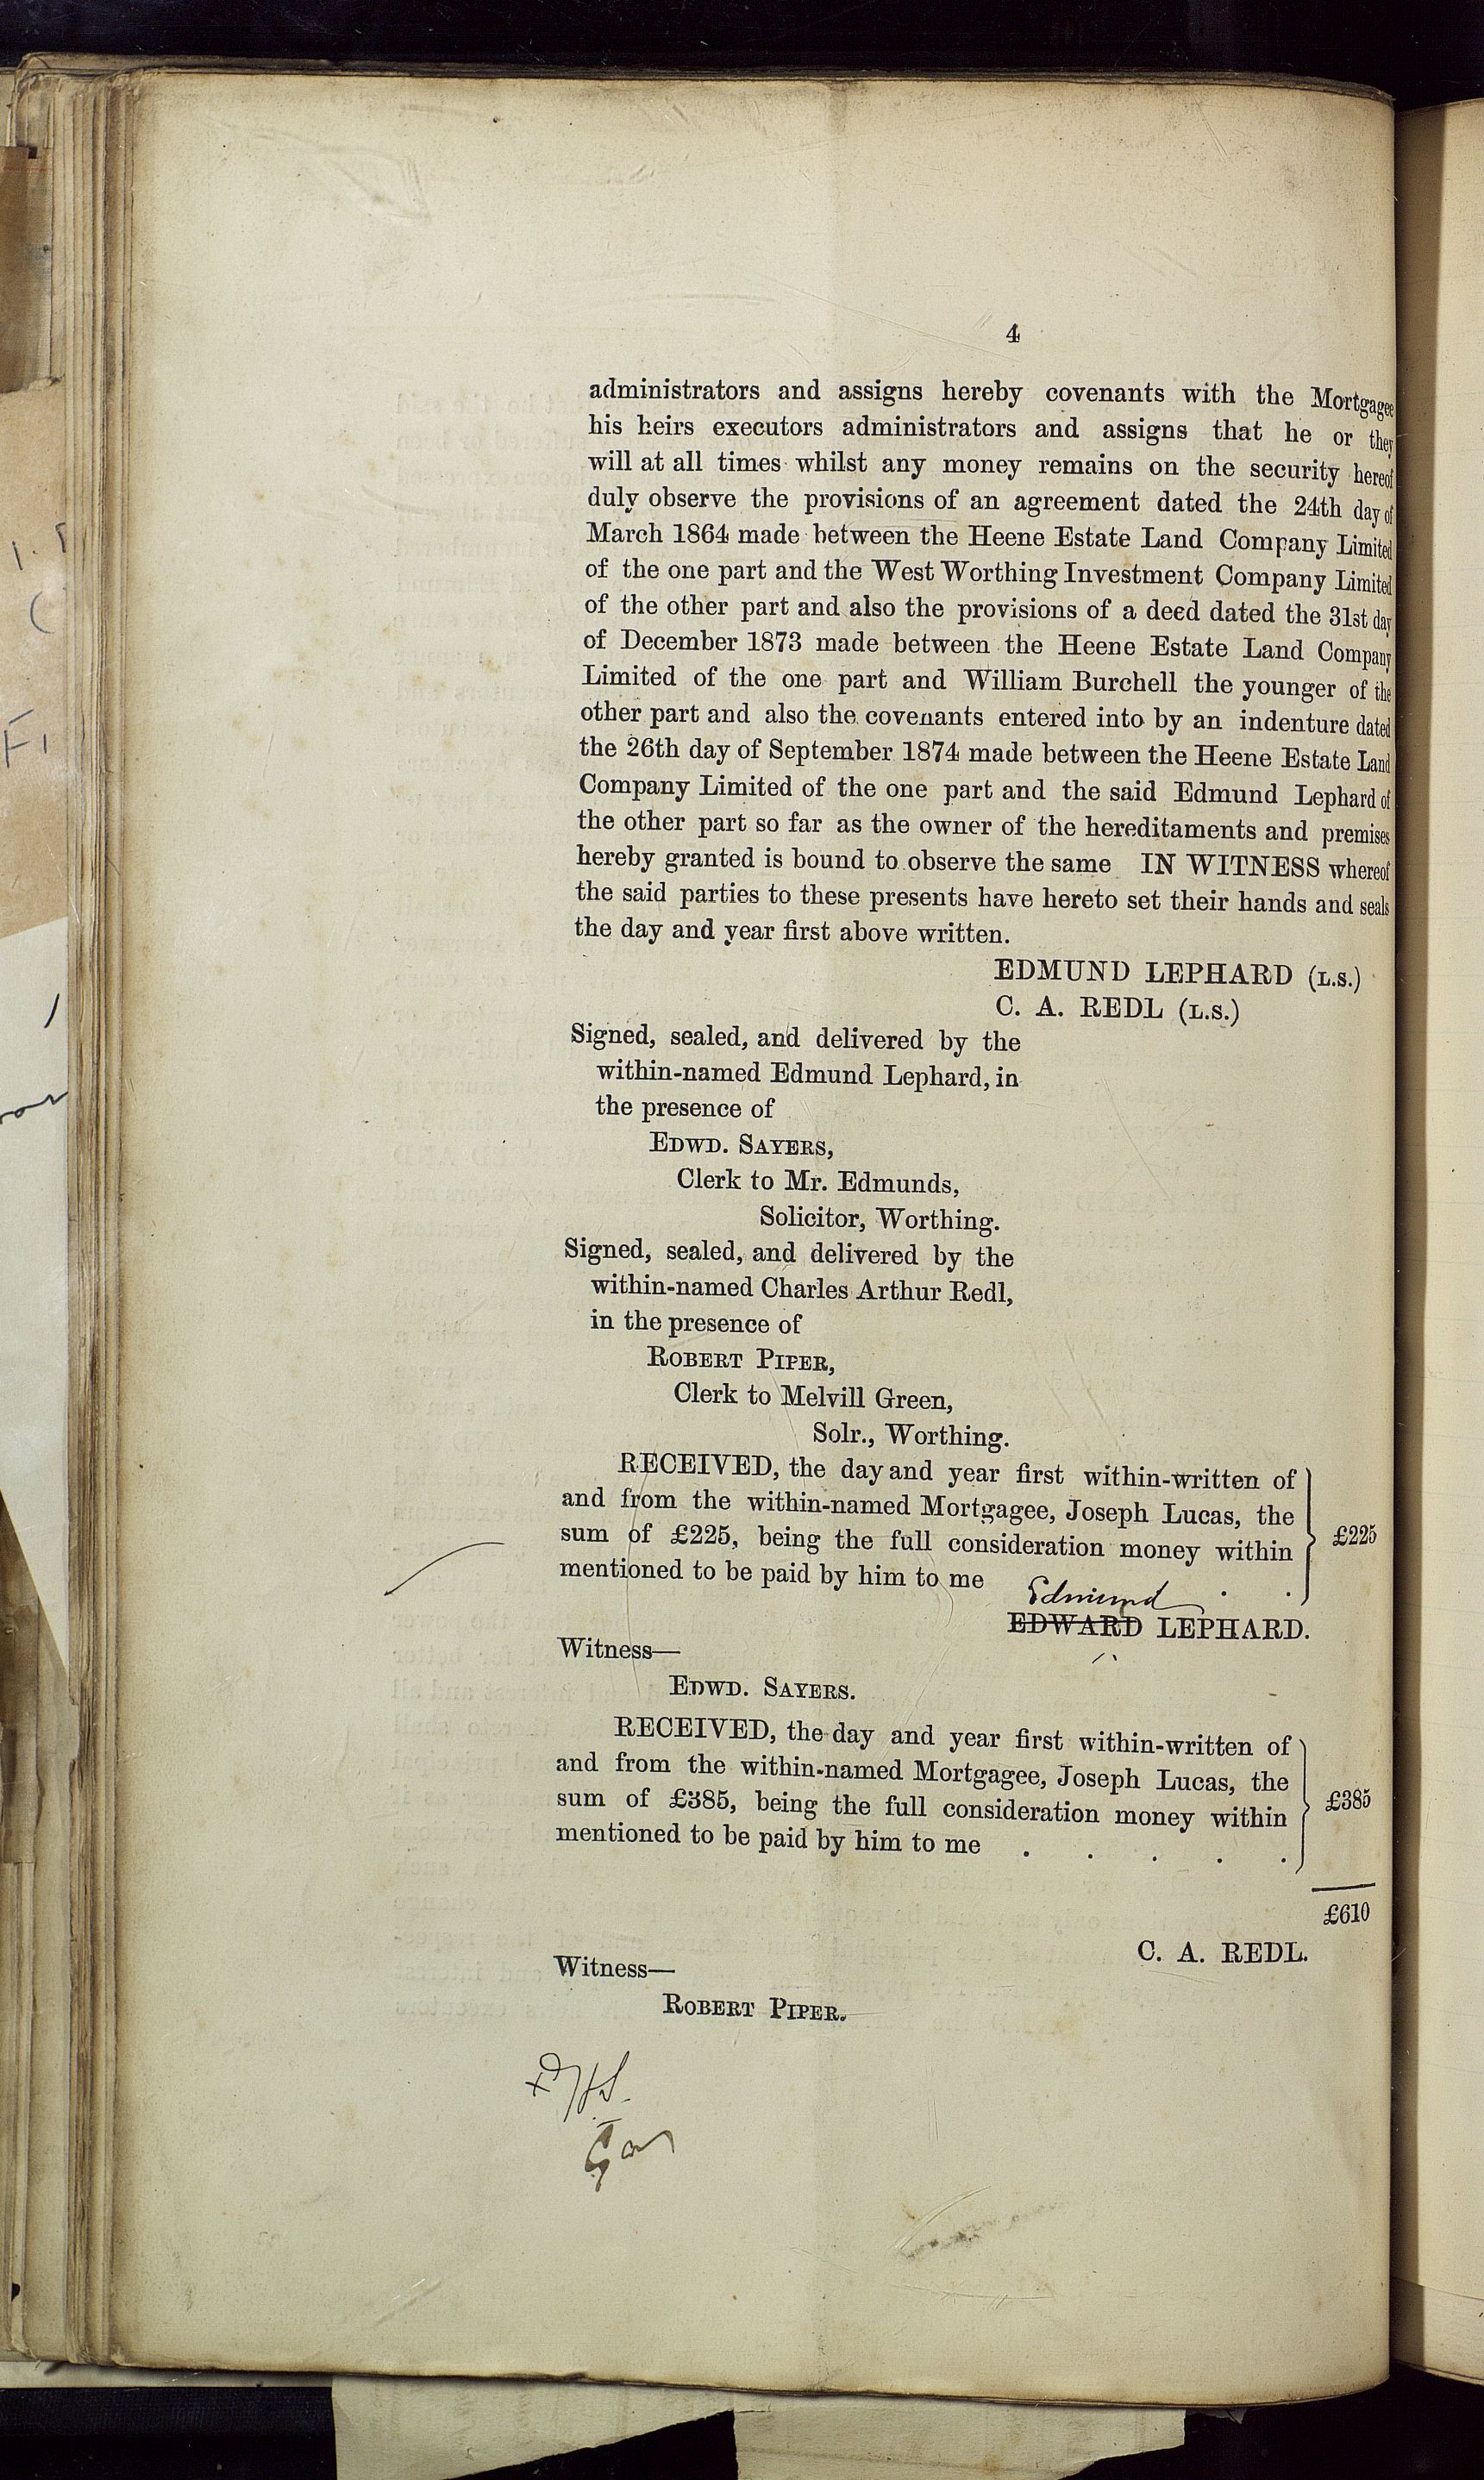 4
administrators and assigns hereby covenants with the Mortgagee
his heirs executors administrators and assigns that he or they
will at all times whilst any money remains on the security hereof
duly observe the provisions of an agreement dated the 24th day of
March 1864 made between the Heene Estate Land Company Limited
of the one part and the West Worthing Investment Company Limited
of the other part and also the provisions of a deed dated the 31st day
of December 1873 made between the Heene Estate Land Company
Limited of the one part and William Burchell the younger of the
other part and also the covenants entered into by an indenture dated
the 26th day of September 1874 made between the Heene Estate Land
Company Limited of the one part and the said Edmund Lephard of
the other part so far as the owner of the hereditaments and premises
hereby granted is bound to observe the same IN WITNESS whereof
the said parties to these presents have hereto set their hands and seals
the day and year first above written.
EDMUND LEPHARD (L.S.)
C. A. REDL (L.S.)
Signed, sealed, and delivered by the
within-named Edmund Lephard, in
the presence of
EDWD. SAYERS,
Clerk to Mr. Edmunds,
Solicitor, Worthing.
Signed, sealed, and delivered by the
within-named Charles Arthur Redl,
in the presence of
ROBERT PIPER,
Clerk to Melvill Green,
Solr., Worthing.
RECEIVED, the day and year first within-written of
and from the within-named Mortgagee, Joseph Lucas, the
sum of £225, being the full consideration money within £225
mentioned to be paid by him to me . .
Edmund
EDWARD LEPHARD.
Witness—
EDWD. SAYERS.
RECEIVED, the day and year first within-written of
and from the within-named Mortgagee, Joseph Lucas, the
sum of £385, being the full consideration money within £385
mentioned to be paid by him to me . . . . .
£610
C. A. REDL.
Witness—
ROBERT PIPER.